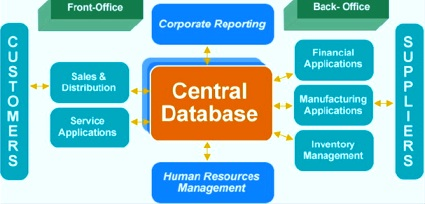 Front-Office
Corporate Reporting
Back- Office
CUSTOMERS
Sales &
Distribution
Service
Applications
Central
Database
Financial
Applications
Manufacturing
Applications
Inventory
Management
SUPPLIERS
Human Resources
Management